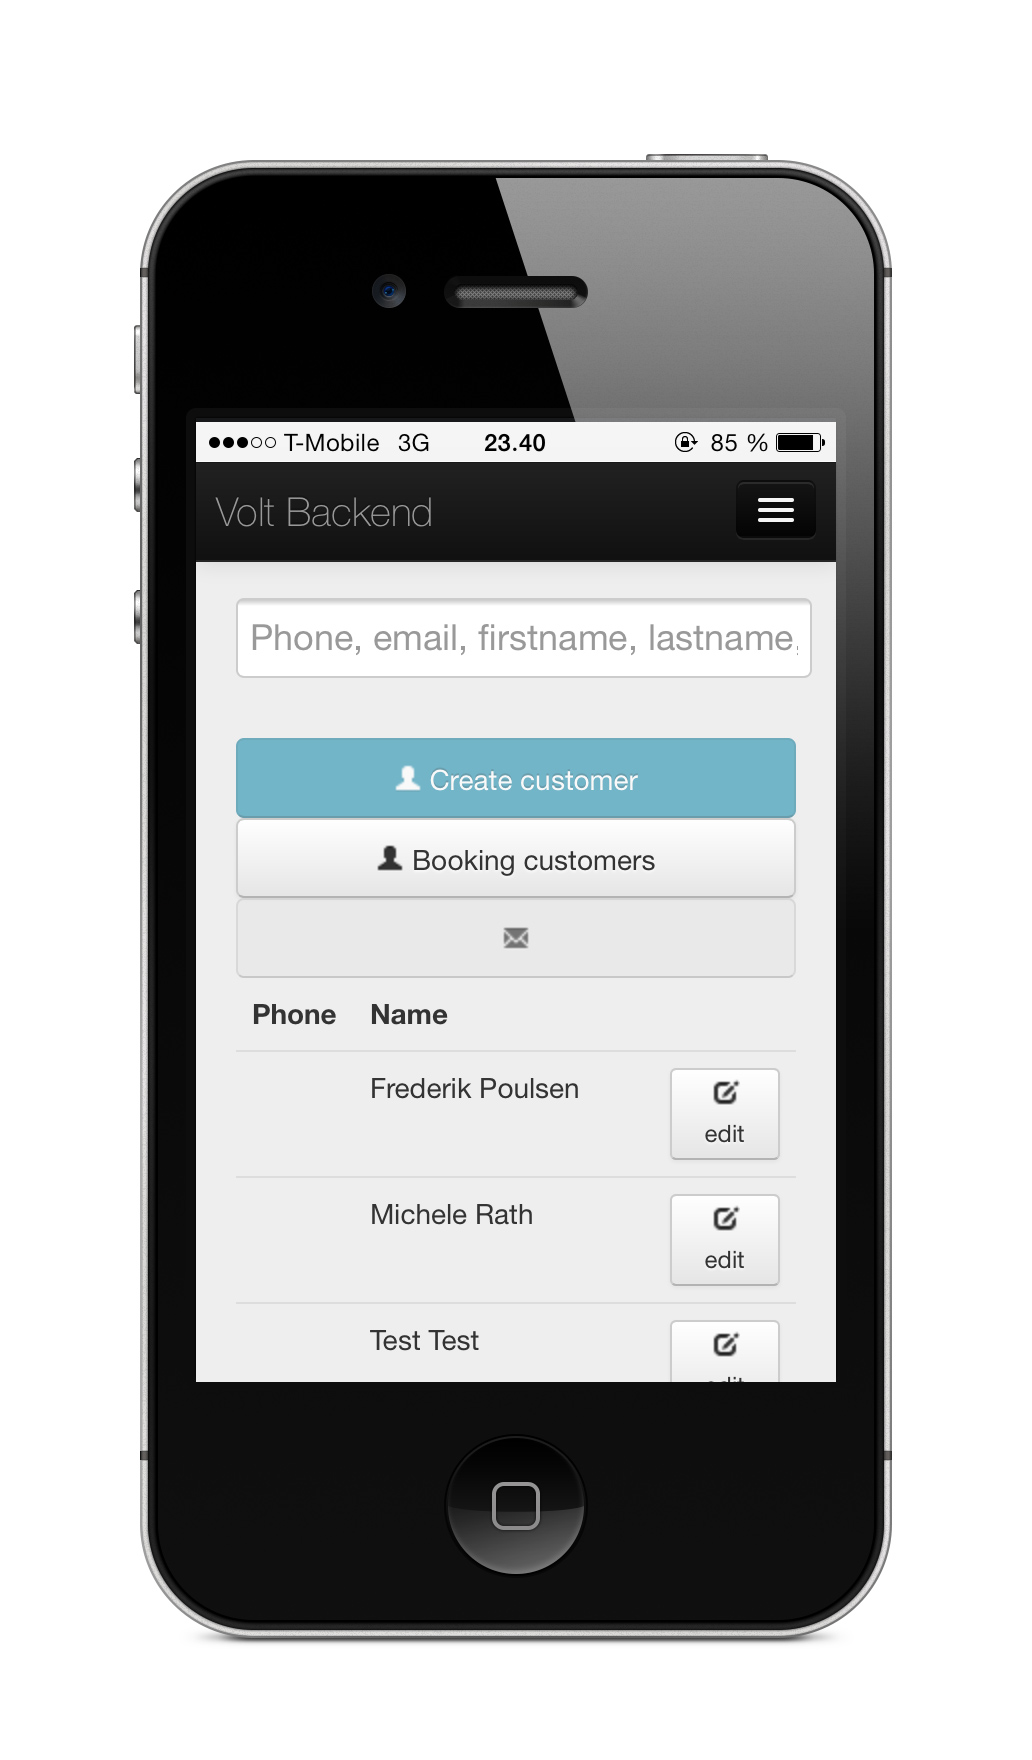 T-Mobile 3G 23.40 85 %
Volt Backend
Phone, email, firstname, lastname,
Create customer
Booking customers
Phone Name
Frederik Poulsen
edit
Michele Rath
edit
Test Test
edit